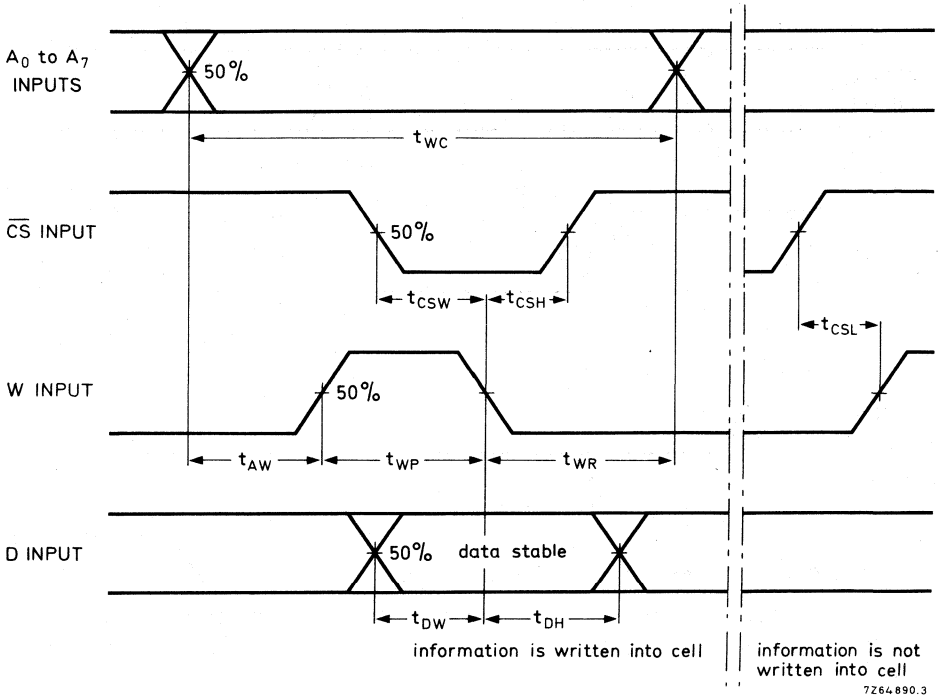 A0 to A7
INPUTS
50%
tWC
CS INPUT
50%
tCSW
tCSH
tCSL
W INPUT
50%
tAW
tWP
tWR
D INPUT
50%
data stable
tDW
tDH
information is written into cell
information is not
written into cell
7Z64890.3